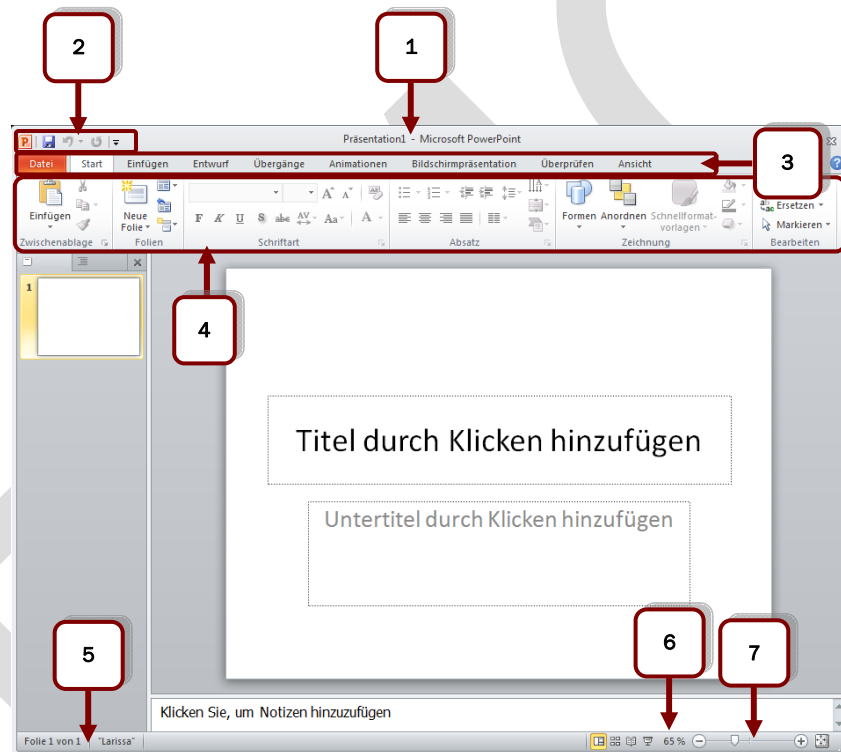 2
1
Präsentation1 - Microsoft PowerPoint
3
Datei Start Einfügen Entwurf Übergänge Animationen Bildschirmpräsentation Überprüfen Ansicht
Einfügen
Neue
Folie
F K U S abc AV Aa A
Formen Anordnen Schnellformat-
vorlagen
Ersetzen
Markieren
Zwischenablage Folien Schriftart Absatz Zeichnung Bearbeiten
4
1
Titel durch Klicken hinzufügen
Untertitel durch Klicken hinzufügen
5
6
7
Klicken Sie, um Notizen hinzuzufügen
Folie 1 von 1 "Larissa" 65 %